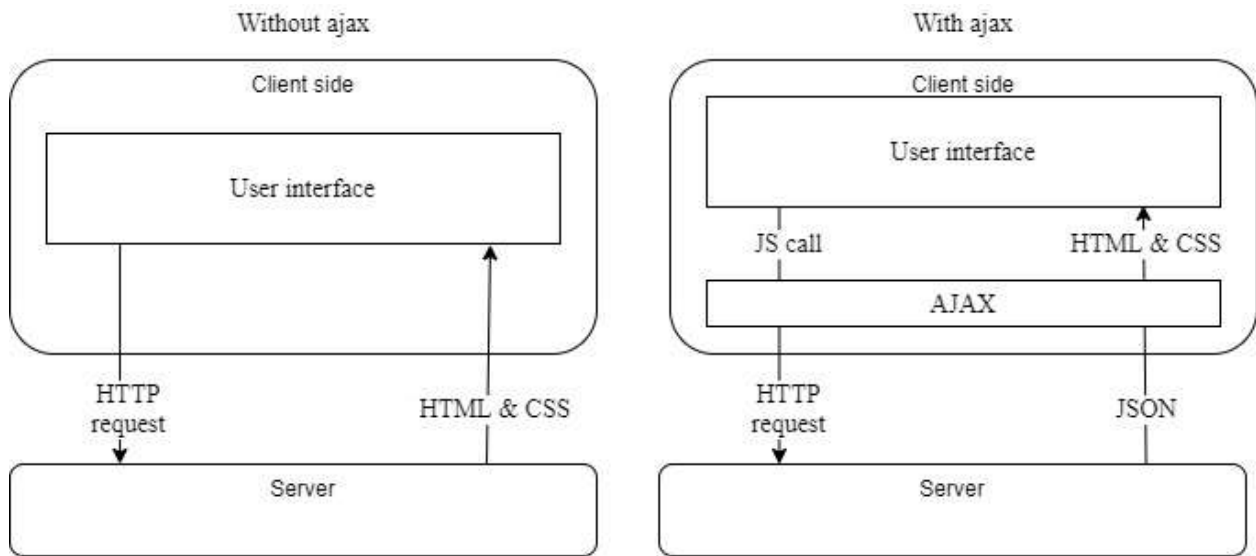 Without ajax
Client side
User interface
HTTP
request
HTML & CSS
Server
With ajax
Client side
User interface
JS call
HTML & CSS
AJAX
HTTP
request
JSON
Server